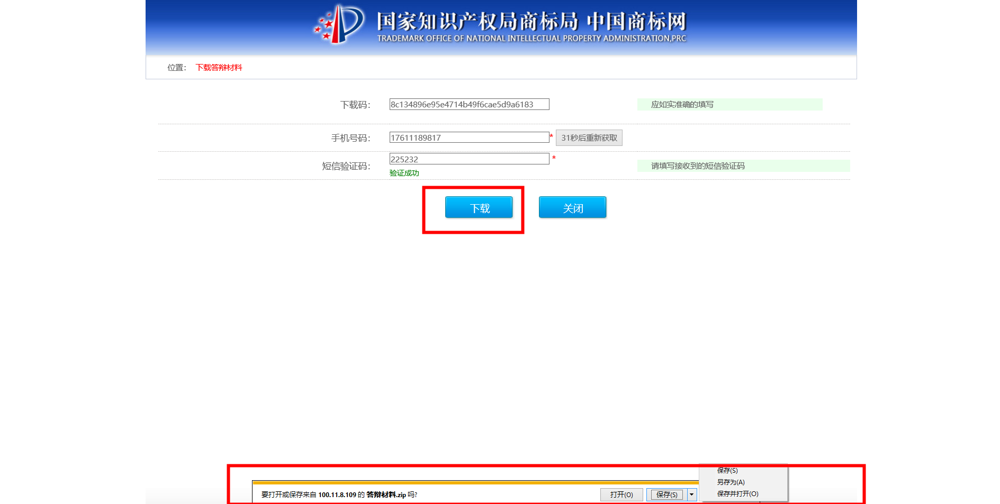 国家知识产权局商标局 中国商标网
TRADEMARK OFFICE OF NATIONAL INTELLECTUAL PROPERTY ADMINISTRATION,PRC
位置： 下载答辩材料
下载码： 8c134896e95e4714b49f6cae5d9a6183 应如实准确的填写
手机号码： 17611189817 * 31秒后重新获取
短信验证码： 225232 * 请填写接收到的短信验证码
验证成功
下载 关闭
保存(S)
另存为(A)
要打开或保存来自 100.11.8.109 的 答辩材料.zip 吗? 打开(O) 保存(S) 保存并打开(O)